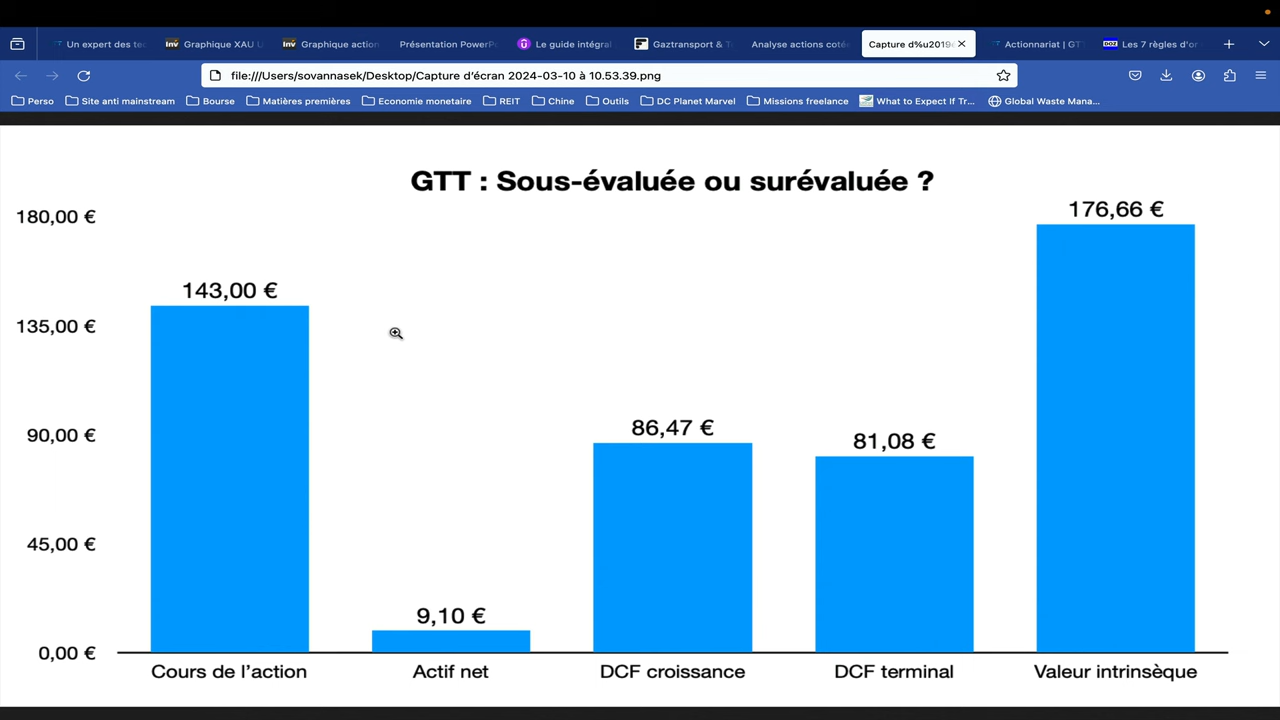 Un expert des tec
Graphique XAU U
Graphique action
Présentation PowerP
Le guide intégral
Gaztransport & T
Analyse actions coté
Capture d%u2019é
Actionnariat | GT
DOZ
Les 7 règles d'or
file:///Users/sovannasek/Desktop/Capture d'écran 2024-03-10 à 10.53.39.png
Perso
Site anti mainstream
Bourse
Matières premières
Economie monetaire
REIT
Chine
Outils
DC Planet Marvel
Missions freelance
What to Expect If Tr...
Global Waste Mana...
GTT : Sous-évaluée ou surévaluée ?
180,00 €
135,00 €
90,00 €
45,00 €
0,00 €
143,00 €
9,10 €
86,47 €
81,08 €
176,66 €
Cours de l'action
Actif net
DCF croissance
DCF terminal
Valeur intrinsèque